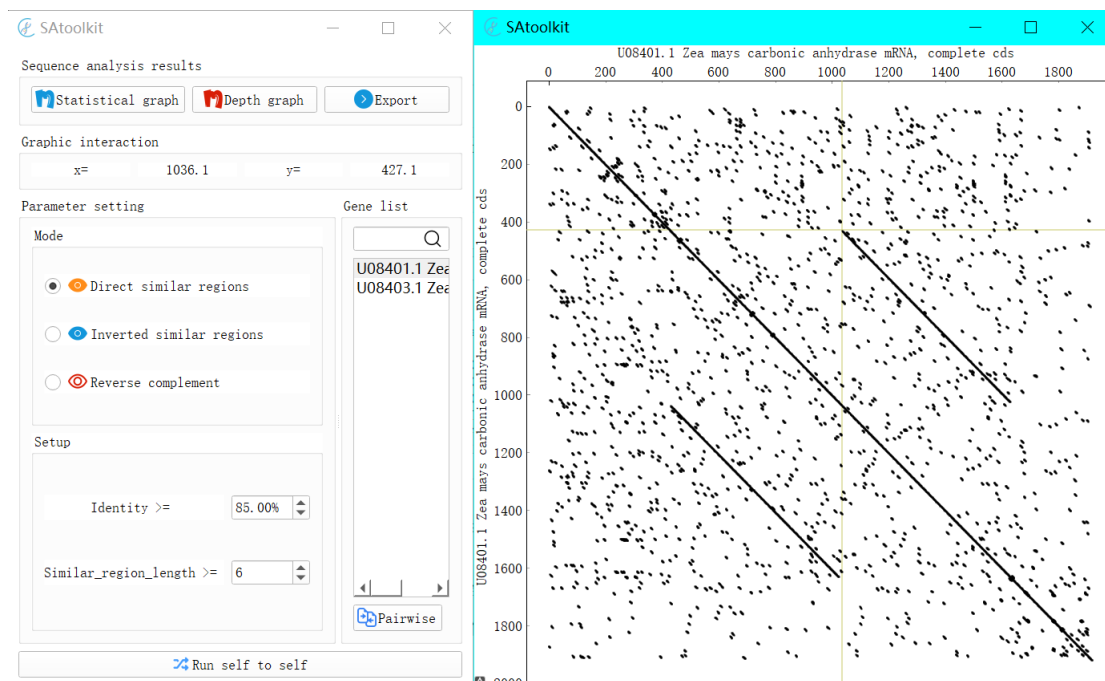 SAtoolkit
Sequence analysis results
Statistical graph Depth graph Export
Graphic interaction
x= 1036.1 y= 427.1
Parameter setting
Mode
Direct similar regions
Inverted similar regions
Reverse complement
Setup
Identity >= 85.00%
Similar_region_length >= 6
Gene list
U08401.1 Zea
U08403.1 Zea
Pairwise
Run self to self
SAtoolkit
U08401.1 Zea mays carbonic anhydrase mRNA, complete cds
0 200 400 600 800 1000 1200 1400 1600 1800
U08401.1 Zea mays carbonic anhydrase mRNA, complete cds
0
200
400
600
800
1000
1200
1400
1600
1800
2000